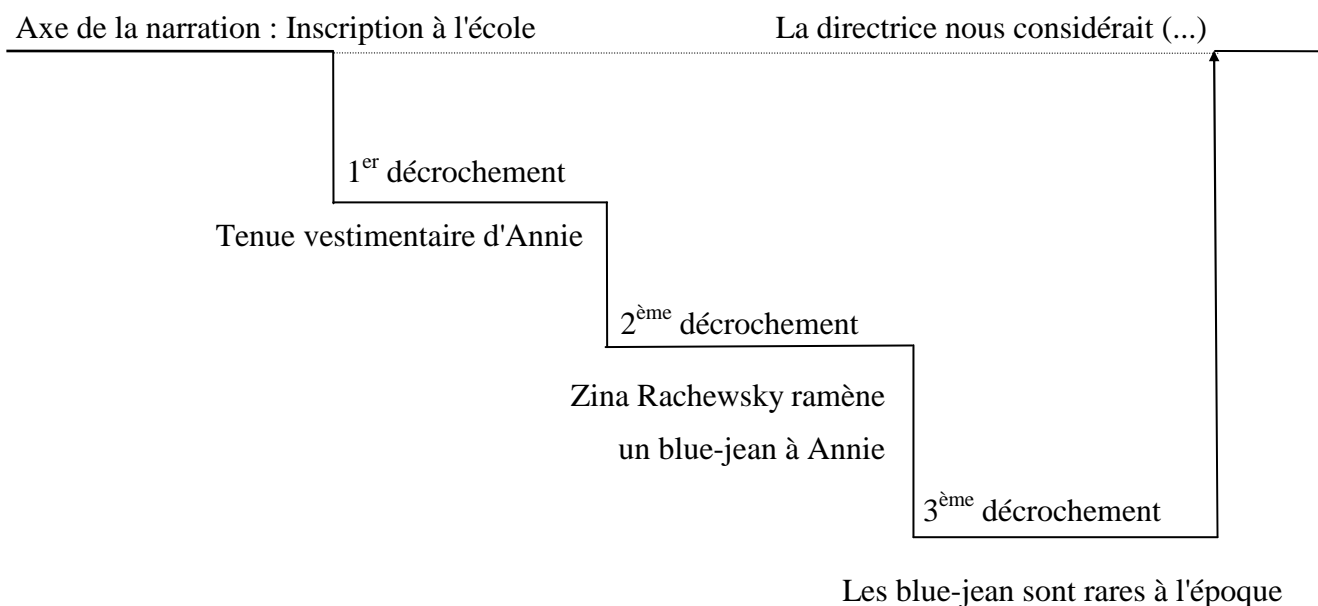 Axe de la narration : Inscription à l'école
La directrice nous considérait (...)
1er décrochement
Tenue vestimentaire d'Annie
2ème décrochement
Zina Rachewsky ramène
un blue-jean à Annie
3ème décrochement
Les blue-jean sont rares à l'époque